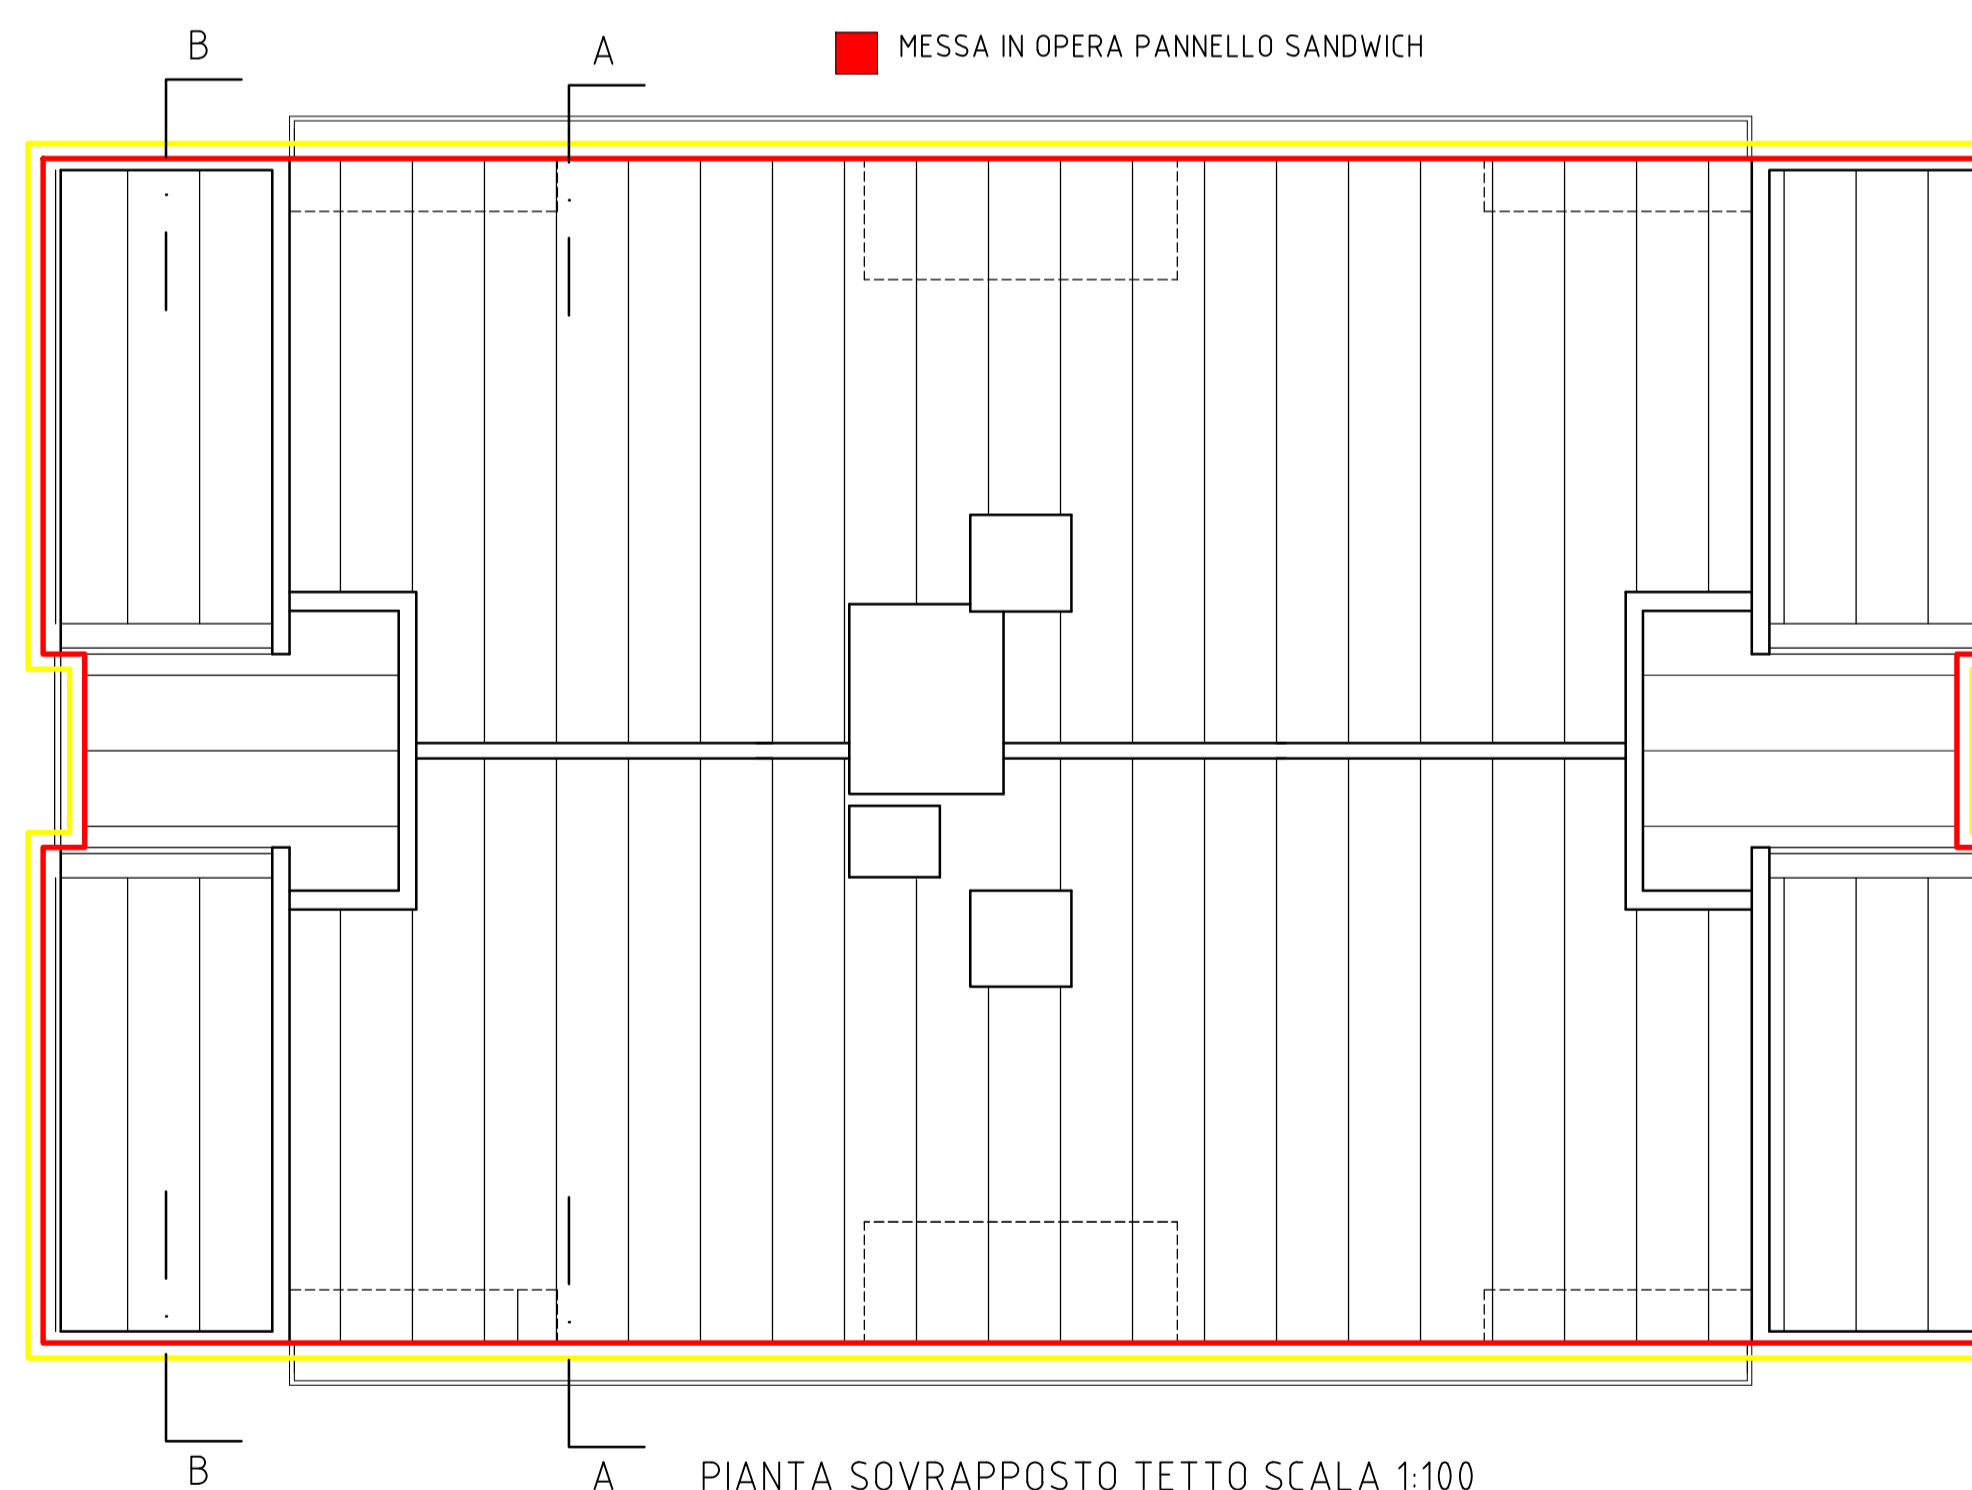 B
A
MESSA IN OPERA PANNELLO SANDWICH
B
A
PIANTA SOVRAPPOSTO TETTO SCALA 1:100